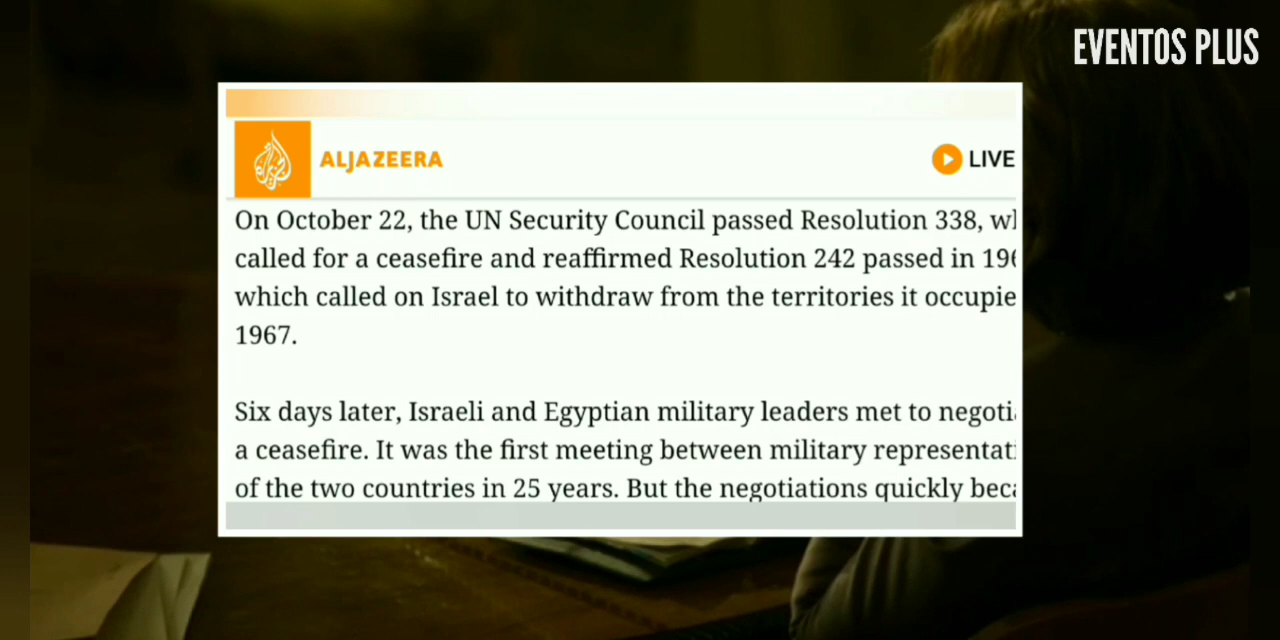 EVENTOS PLUS
ALJAZEERA
LIVE
On October 22, the UN Security Council passed Resolution 338,
called for a ceasefire and reaffirmed Resolution 242 passed in
which called on Israel to withdraw from the territories it
1967.
Six days later, Israeli and Egyptian military leaders met to
a ceasefire. It was the first meeting between military
of the two countries in 25 years. But the negotiations quickly